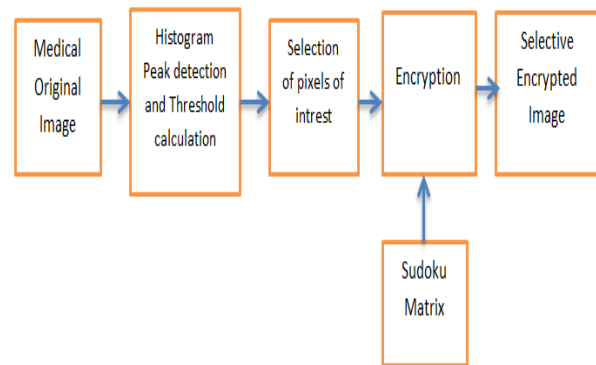 Medical
Original
Image
Histogram
Peak detection
and Threshold
calculation
Selection
of pixels of
intrest
Encryption
Selective
Encrypted
Image
Sudoku
Matrix